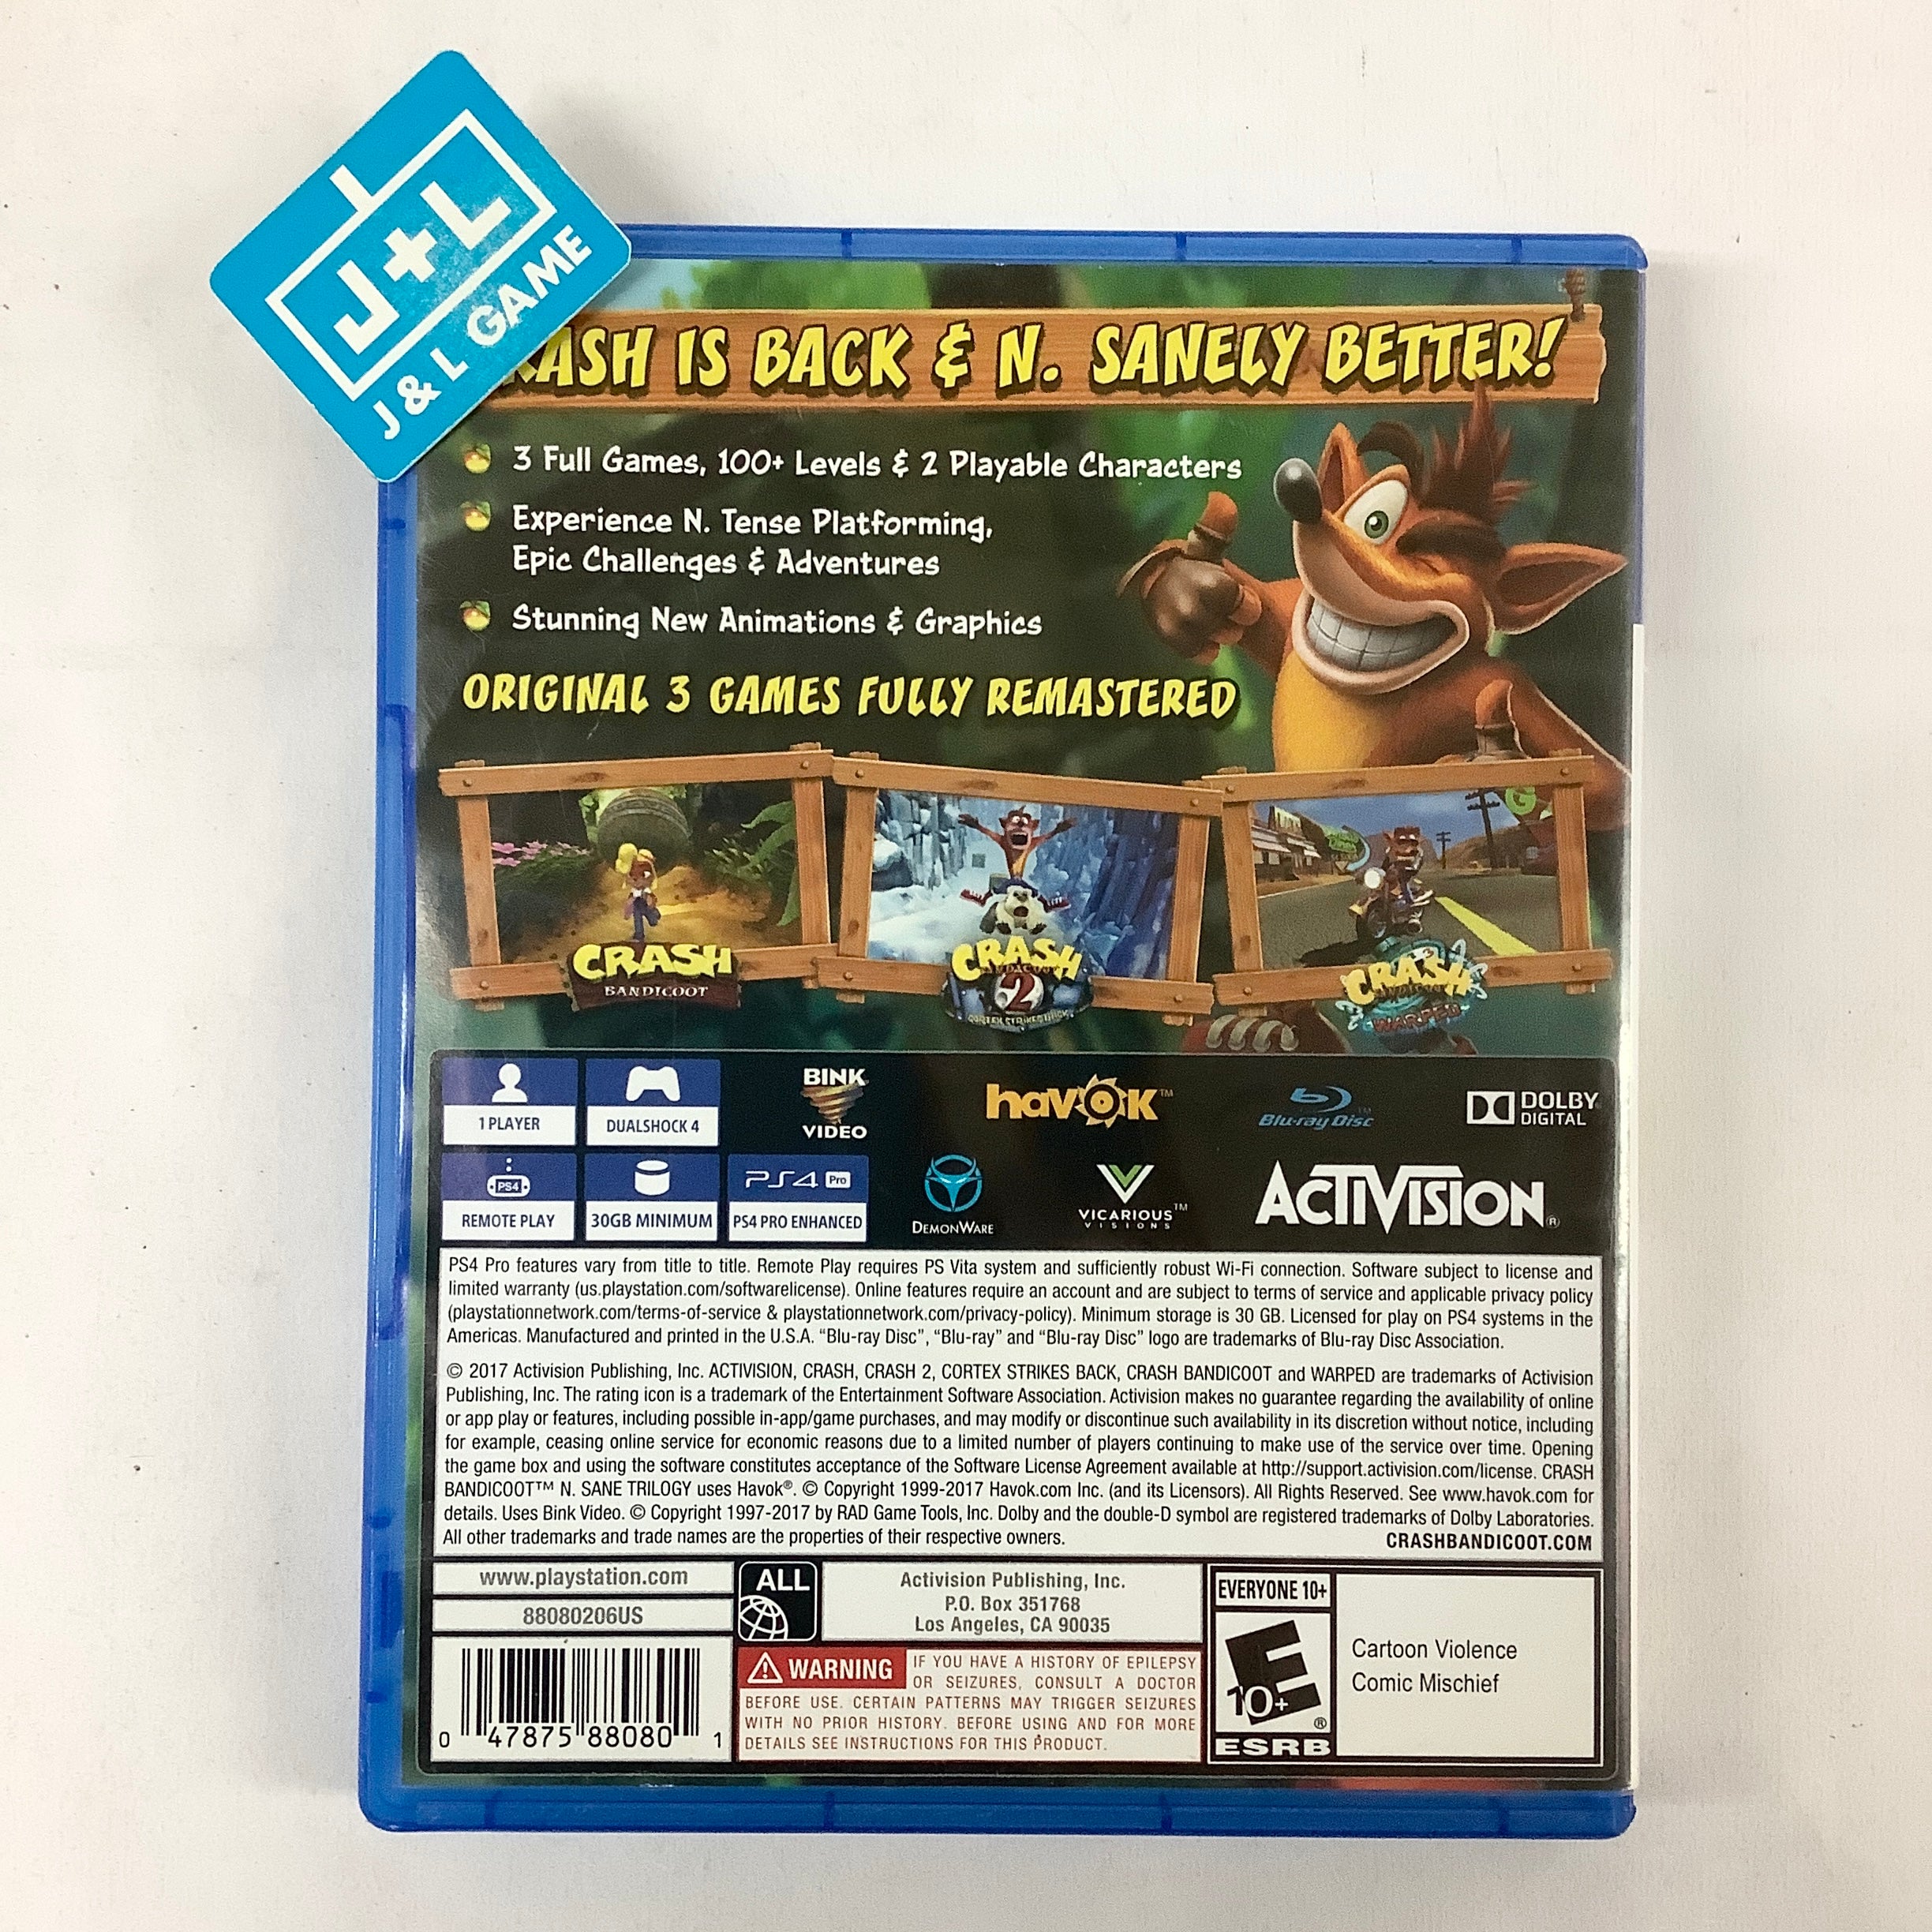 J+L
J & L GAME
CRASH IS BACK & N. SANELY BETTER!
3 Full Games, 100+ Levels & 2 Playable Characters
Experience N. Tense Platforming,
Epic Challenges & Adventures
Stunning New Animations & Graphics
ORIGINAL 3 GAMES FULLY REMASTERED
CRASH
BANDICOOT
CRASH
BANDICOOT
2
CORTEX STRIKES BACK
CRASH
BANDICOOT
WARPED
1 PLAYER
DUALSHOCK 4
BINK
VIDEO
havok™
Blu-ray Disc™
DOLBY
DIGITAL
PS4
REMOTE PLAY
30GB MINIMUM
PS4 Pro
PS4 PRO ENHANCED
DEMONWARE
VICARIOUS™
VISIONS
ACTIVISION®
PS4 Pro features vary from title to title. Remote Play requires PS Vita system and sufficiently robust Wi-Fi connection. Software subject to license and
limited warranty (us.playstation.com/softwarelicense). Online features require an account and are subject to terms of service and applicable privacy policy
(playstationnetwork.com/terms-of-service & playstationnetwork.com/privacy-policy). Minimum storage is 30 GB. Licensed for play on PS4 systems in the
Americas. Manufactured and printed in the U.S.A. “Blu-ray Disc”, “Blu-ray” and “Blu-ray Disc” logo are trademarks of Blu-ray Disc Association.
© 2017 Activision Publishing, Inc. ACTIVISION, CRASH, CRASH 2, CORTEX STRIKES BACK, CRASH BANDICOOT and WARPED are trademarks of Activision
Publishing, Inc. The rating icon is a trademark of the Entertainment Software Association. Activision makes no guarantee regarding the availability of online
or app play or features, including possible in-app/game purchases, and may modify or discontinue such availability in its discretion without notice, including
for example, ceasing online service for economic reasons due to a limited number of players continuing to make use of the service over time. Opening
the game box and using the software constitutes acceptance of the Software License Agreement available at http://support.activision.com/license. CRASH
BANDICOOT™ N. SANE TRILOGY uses Havok®. © Copyright 1999-2017 Havok.com Inc. (and its Licensors). All Rights Reserved. See www.havok.com for
details. Uses Bink Video. © Copyright 1997-2017 by RAD Game Tools, Inc. Dolby and the double-D symbol are registered trademarks of Dolby Laboratories.
All other trademarks and trade names are the properties of their respective owners. CRASHBANDICOOT.COM
www.playstation.com
88080206US
0 47875 88080 1
ALL
Activision Publishing, Inc.
P.O. Box 351768
Los Angeles, CA 90035
WARNING IF YOU HAVE A HISTORY OF EPILEPSY
OR SEIZURES, CONSULT A DOCTOR
BEFORE USE. CERTAIN PATTERNS MAY TRIGGER SEIZURES
WITH NO PRIOR HISTORY. BEFORE USING AND FOR MORE
DETAILS SEE INSTRUCTIONS FOR THIS PRODUCT.
EVERYONE 10+
E
10+
®
ESRB
Cartoon Violence
Comic Mischief